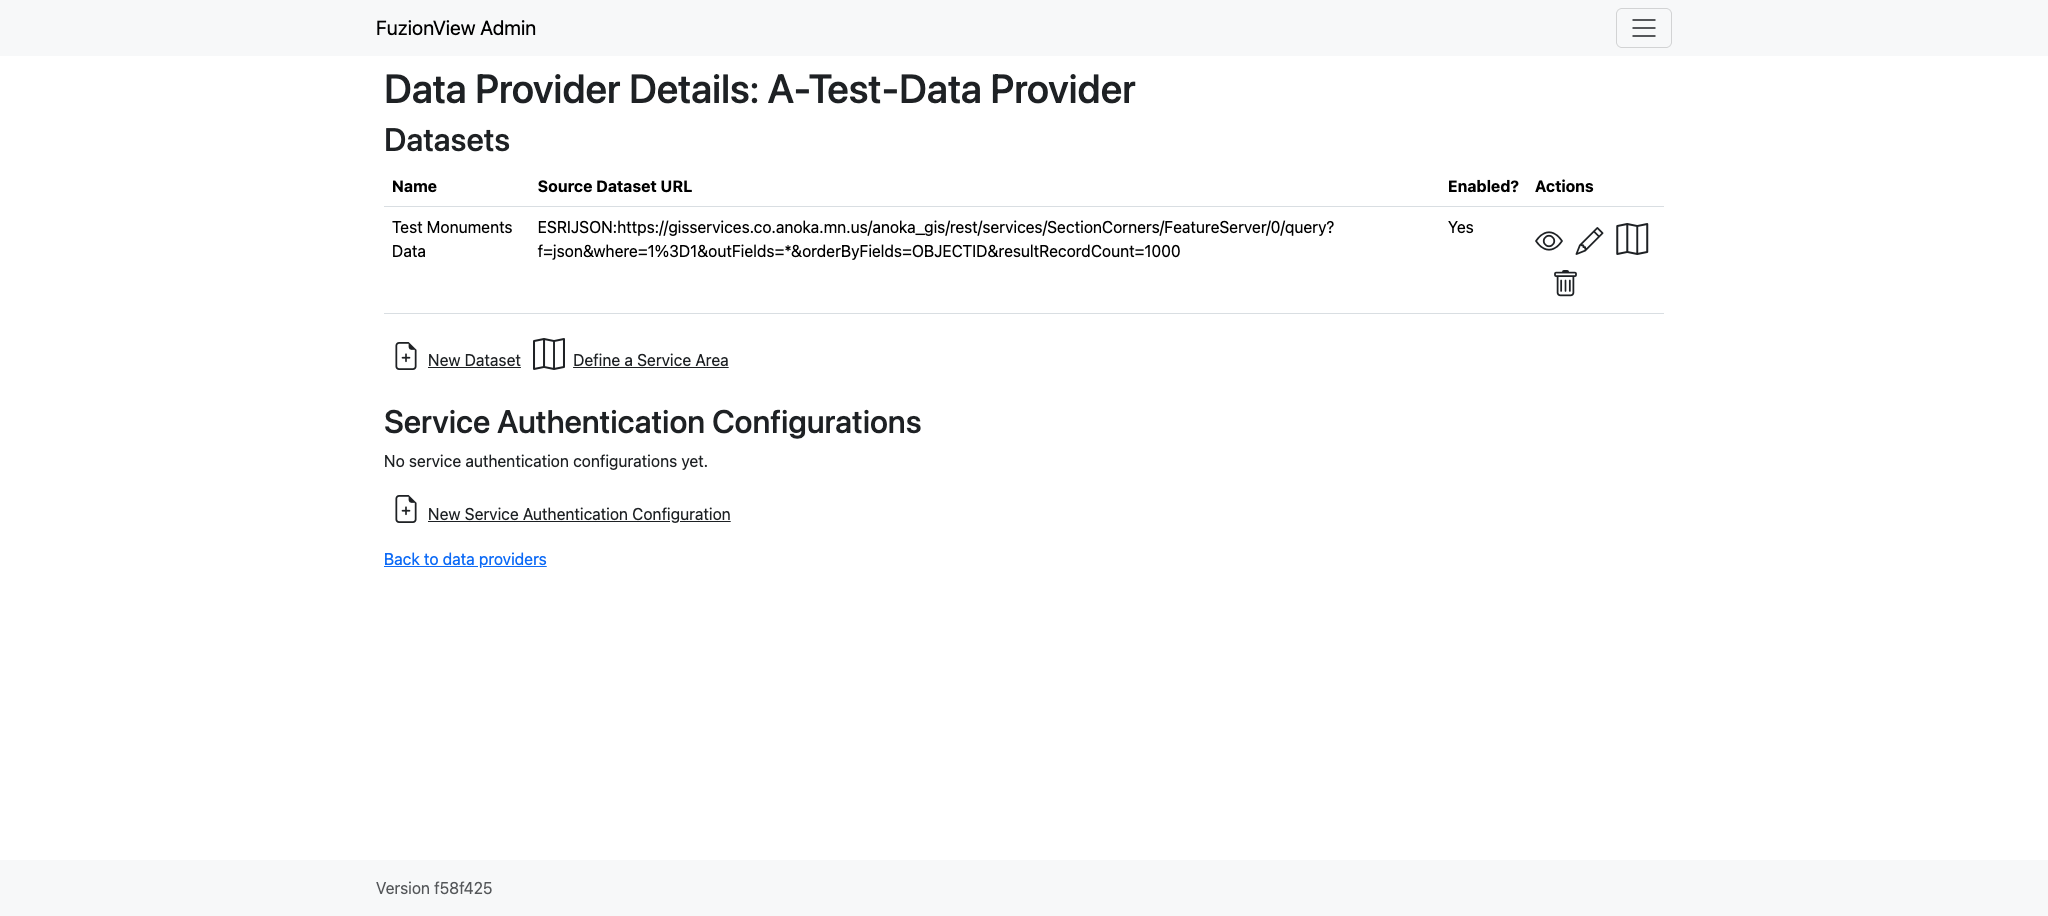 FuzionView Admin
Data Provider Details: A-Test-Data Provider
Datasets
Name Source Dataset URL Enabled? Actions
Test Monuments ESRIJSON:https://gisservices.co.anoka.mn.us/anoka_gis/rest/services/SectionCorners/FeatureServer/0/query? Yes
Data f=json&where=1%3D1&outFields=*&orderByFields=OBJECTID&resultRecordCount=1000
New Dataset Define a Service Area
Service Authentication Configurations
No service authentication configurations yet.
New Service Authentication Configuration
Back to data providers
Version f58f425